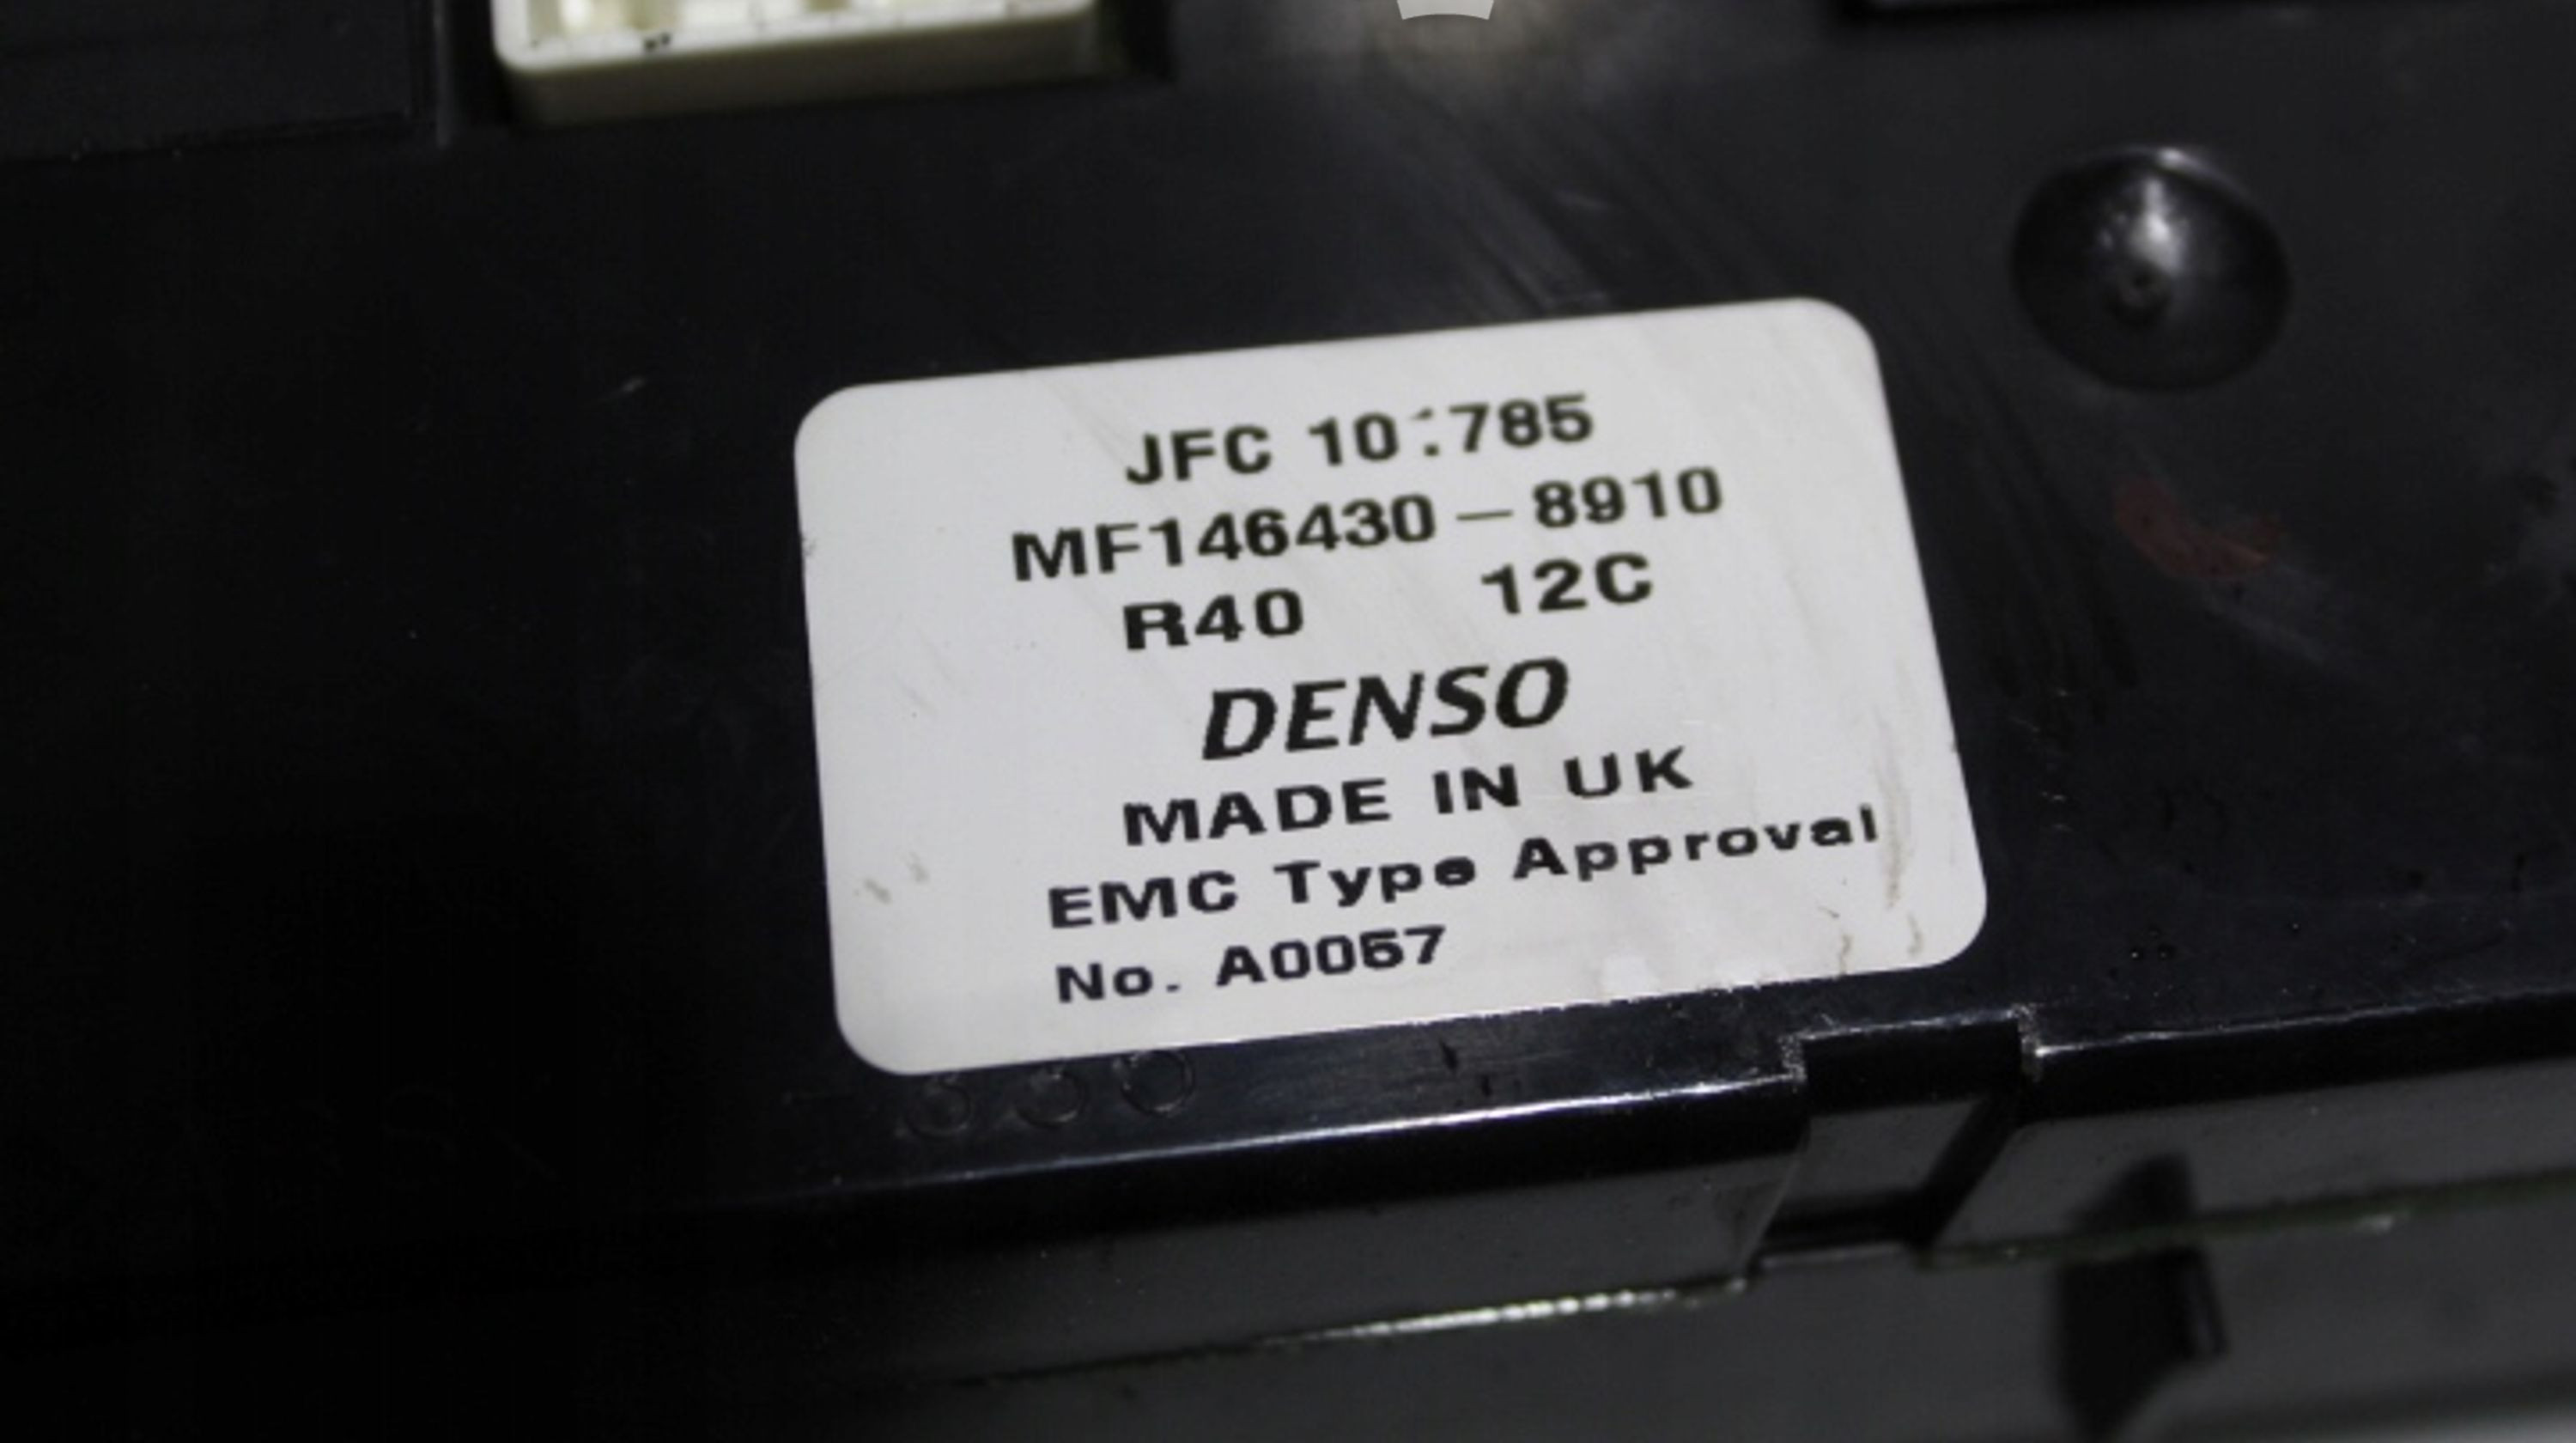 JFC 10 785
MF146430-8910
R40 12C
DENSO
MADE IN UK
EMC Type Approval
No. A0057